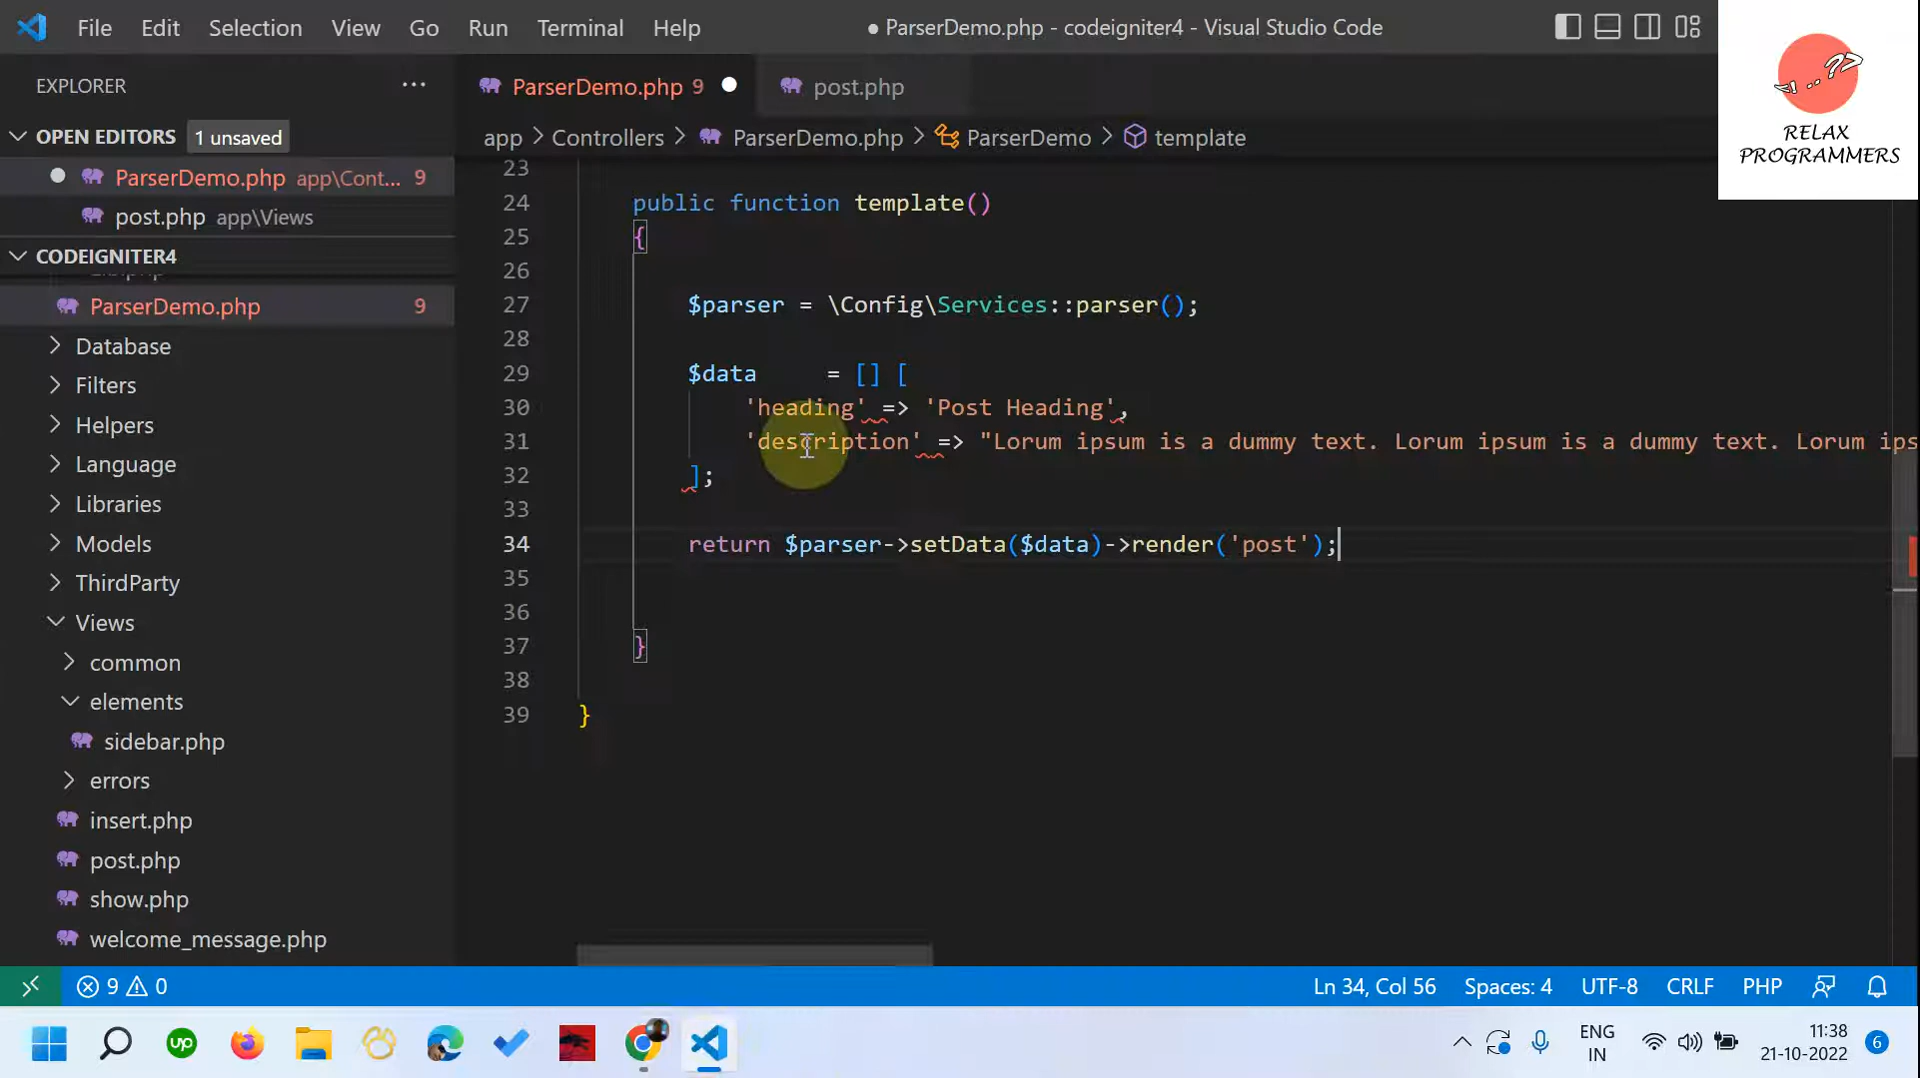 File Edit Selection View Go Run Terminal Help
● ParserDemo.php - codeigniter4 - Visual Studio Code
<!...??>
RELAX
PROGRAMMERS
EXPLORER ...
OPEN EDITORS 1 unsaved
ParserDemo.php app\Cont... 9
post.php app\Views
CODEIGNITER4
ParserDemo.php 9
Database
Filters
Helpers
Language
Libraries
Models
ThirdParty
Views
common
elements
sidebar.php
errors
insert.php
post.php
show.php
welcome_message.php
ParserDemo.php 9 ●
post.php
app > Controllers > ParserDemo.php > ParserDemo > template
23
24 public function template()
25 {
26
27 $parser = \Config\Services::parser();
28
29 $data = [] [
30 'heading' => 'Post Heading',
31 'description' => "Lorum ipsum is a dummy text. Lorum ipsum is a dummy text. Lorum ips
32 ];
33
34 return $parser->setData($data)->render('post');
35
36
37 }
38
39 }
9 0
Ln 34, Col 56 Spaces: 4 UTF-8 CRLF PHP
up
ENG
IN
11:38
21-10-2022
6